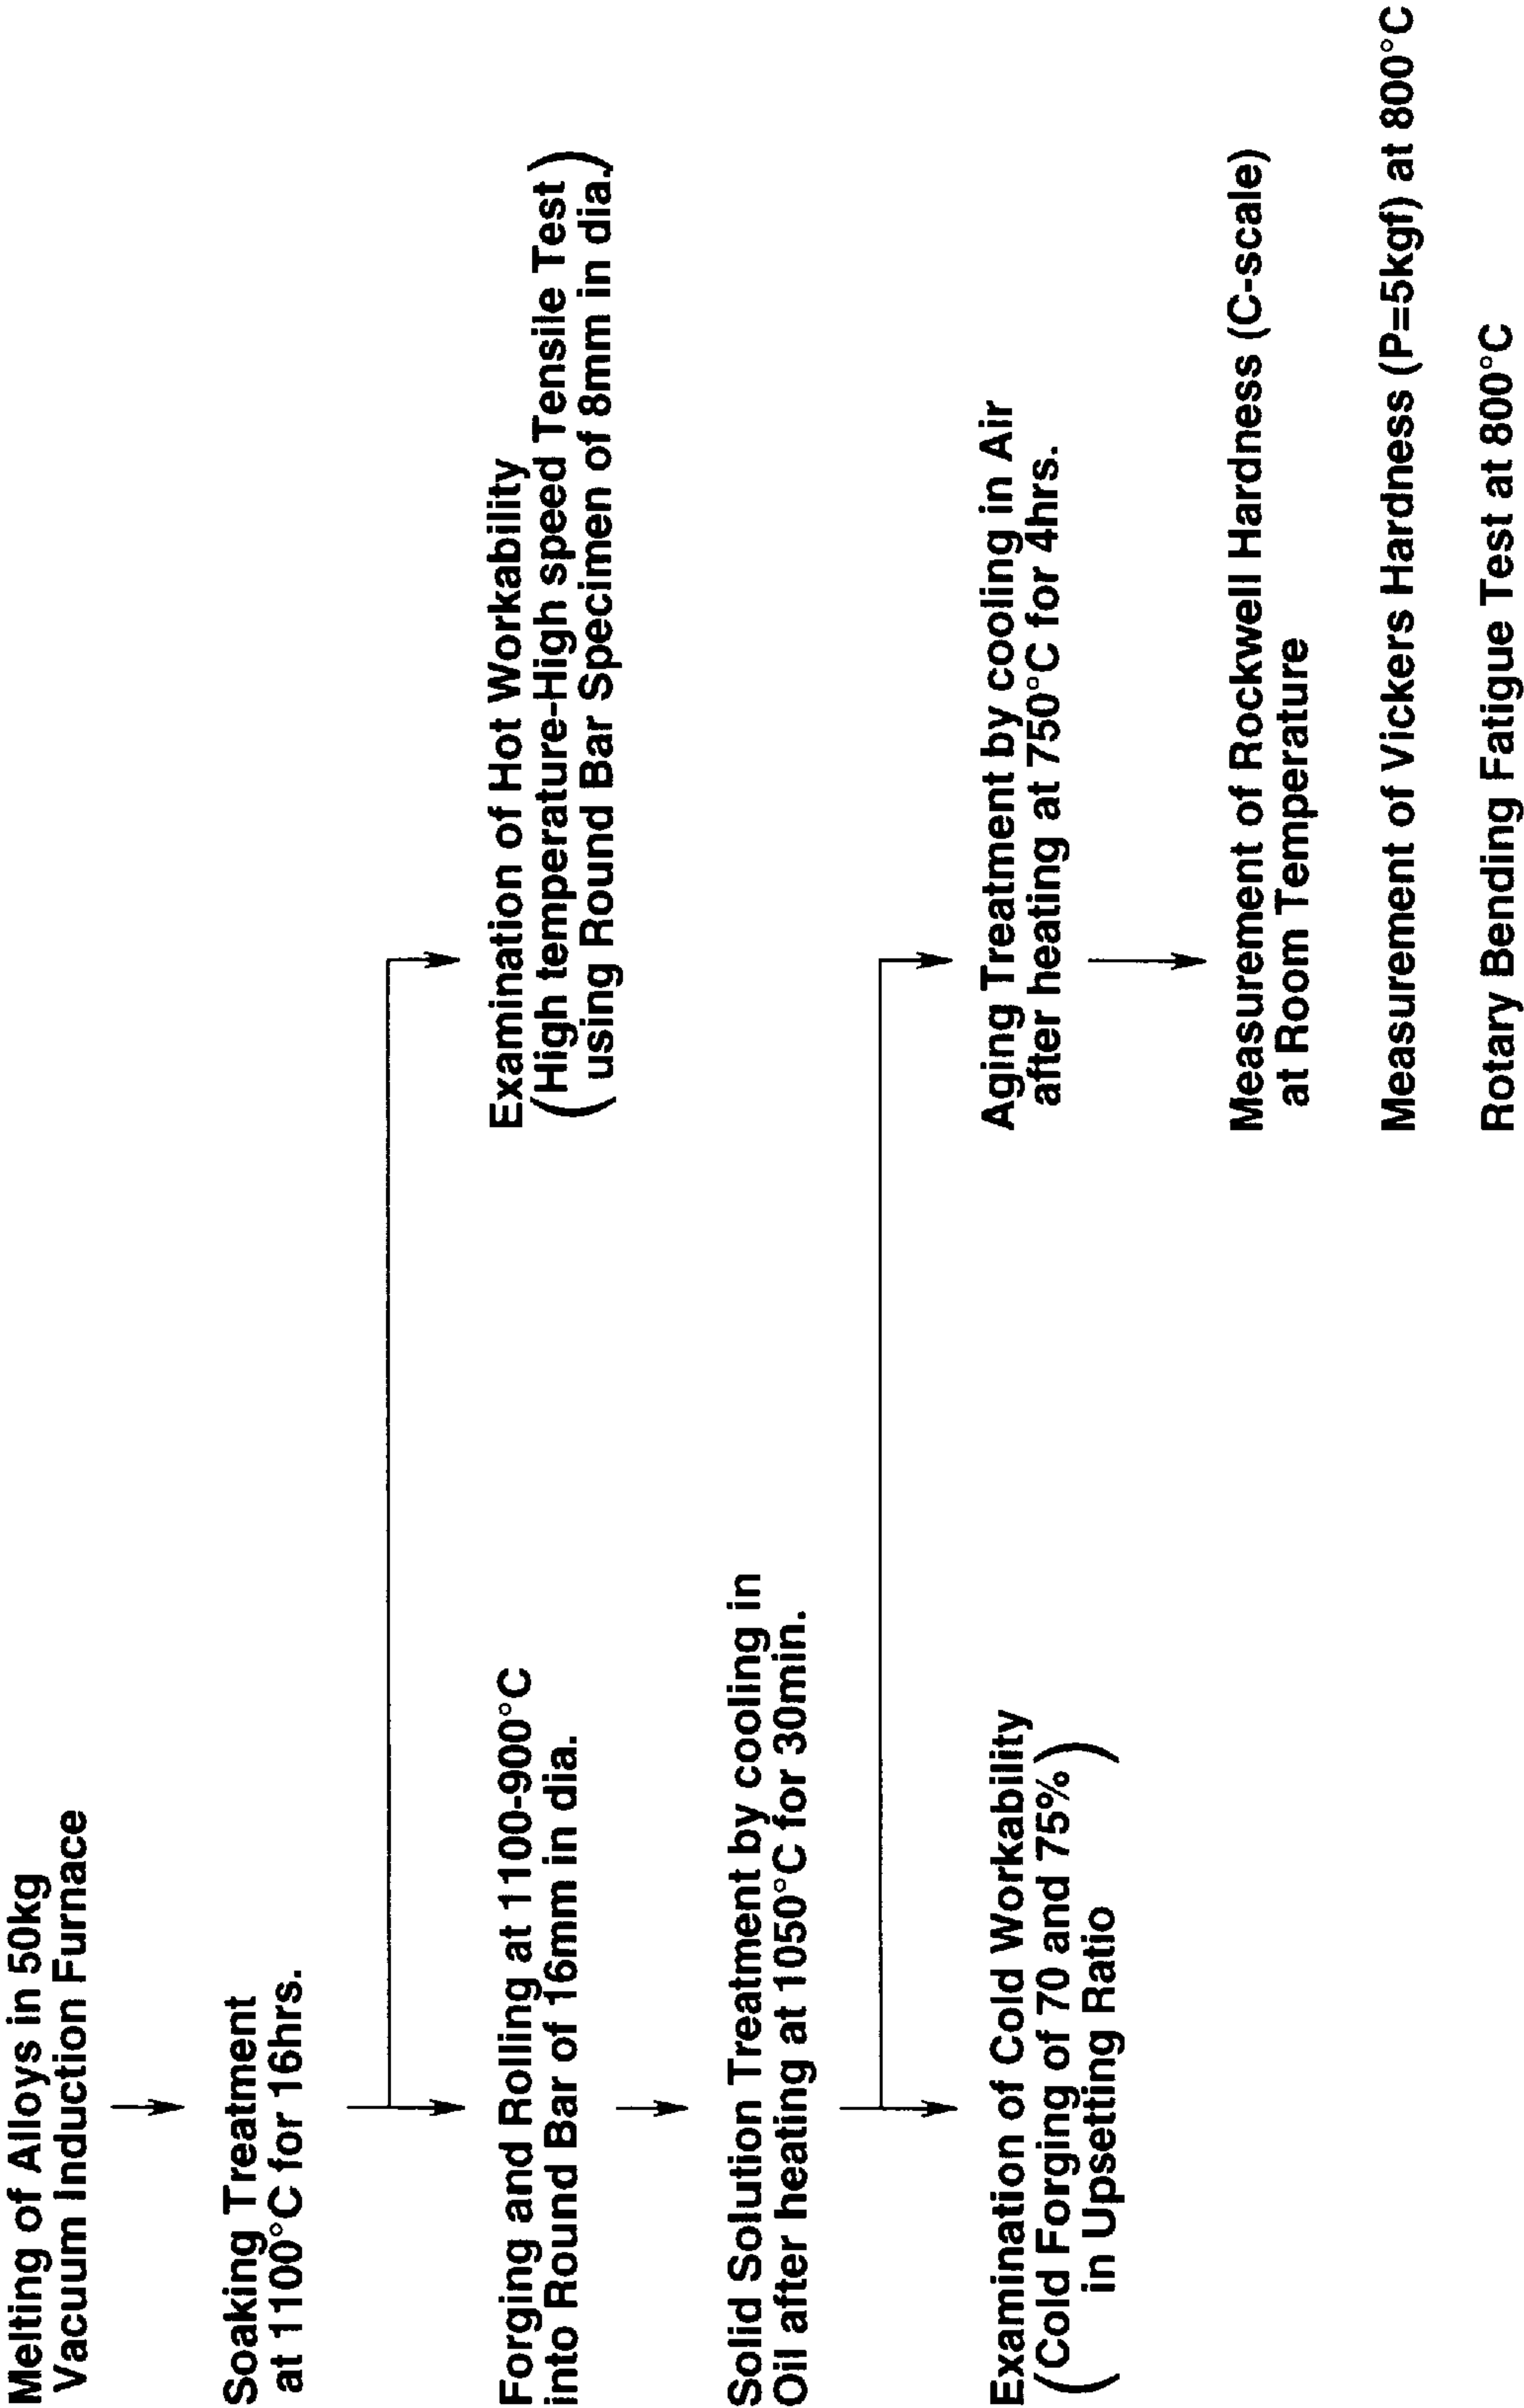 Melting of Alloys in 50kg
Vacuum Induction Furnace
Soaking Treatment
at 1100°C for 16hrs.
Forging and Rolling at 1100-900°C
into Round Bar of 16mm in dia.
Examination of Hot Workability
(High temperature-High speed Tensile Test
using Round Bar Specimen of 8mm in dia.)
Solid Solution Treatment by cooling in
Oil after heating at 1050°C for 30min.
Examination of Cold Workability
(Cold Forging of 70 and 75%
in Upsetting Ratio)
Aging Treatment by cooling in Air
after heating at 750°C for 4hrs.
Measurement of Rockwell Hardness (C-scale)
at Room Temperature
Measurement of Vickers Hardness (P=5kgf) at 800°C
Rotary Bending Fatigue Test at 800°C